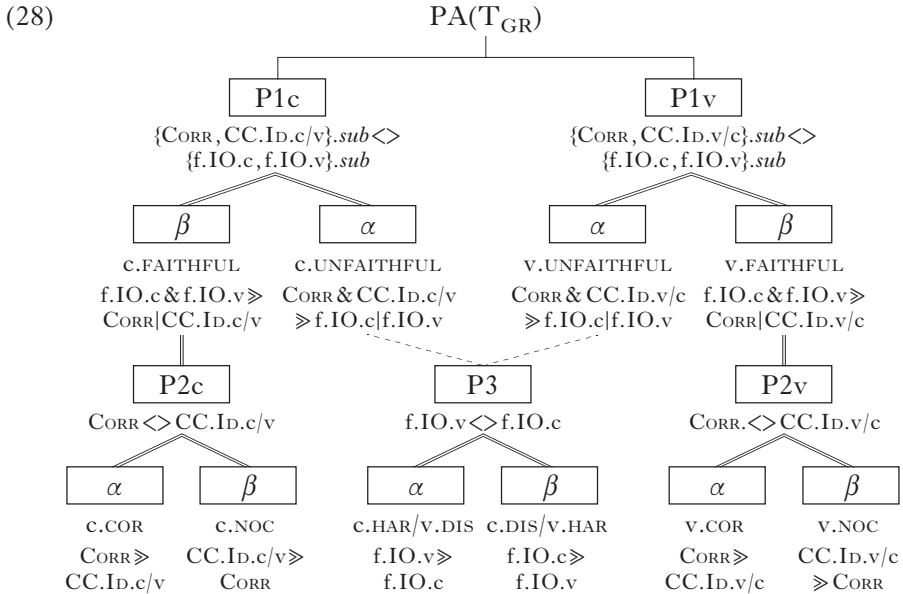 (28) PA(T_GR)
P1c P1v
{CORR, CC.ID.c/v}.sub<> {CORR, CC.ID.v/c}.sub<>
{f.IO.c, f.IO.v}.sub {f.IO.c, f.IO.v}.sub
β α α β
c.FAITHFUL c.UNFAITHFUL v.UNFAITHFUL v.FAITHFUL
f.IO.c & f.IO.v≫ CORR & CC.ID.c/v CORR & CC.ID.v/c f.IO.c & f.IO.v≫
CORR|CC.ID.c/v ≫f.IO.c|f.IO.v ≫f.IO.c|f.IO.v CORR|CC.ID.v/c
P2c P3 P2v
CORR<>CC.ID.c/v f.IO.v<>f.IO.c CORR.<>CC.ID.v/c
α β α β α β
c.COR c.NOC c.HAR/v.DIS c.DIS/v.HAR v.COR v.NOC
CORR≫ CC.ID.c/v≫ f.IO.v≫ f.IO.c≫ CORR≫ CC.ID.v/c
CC.ID.c/v CORR f.IO.c f.IO.v CC.ID.v/c ≫CORR